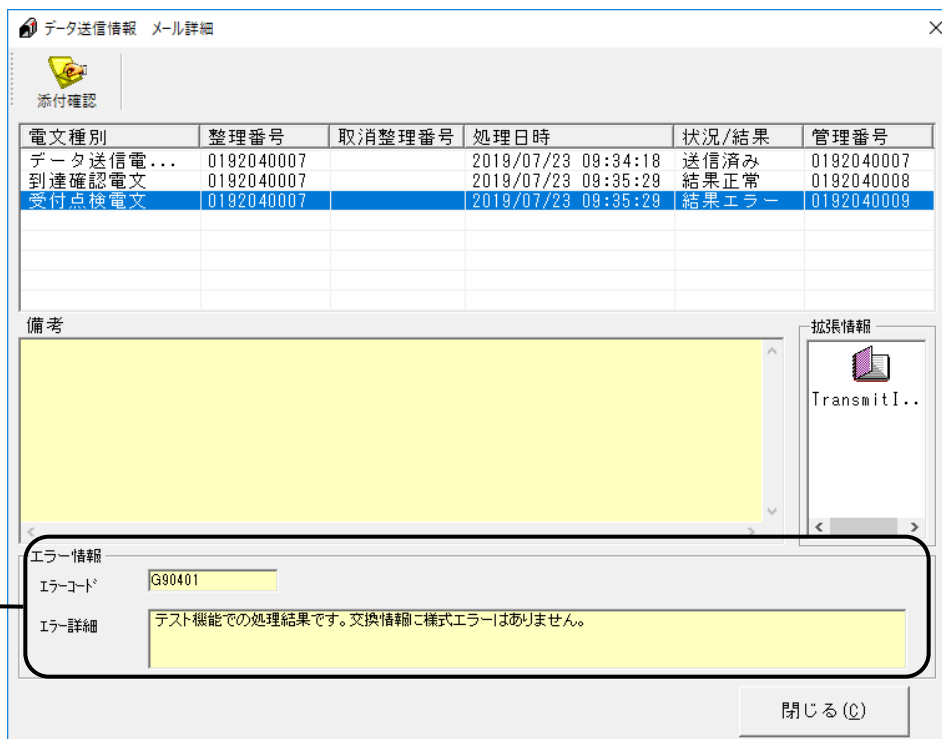 データ送信情報 メール詳細
添付確認
電文種別 整理番号 取消整理番号 処理日時 状況/結果 管理番号
データ送信電... 0192040007 2019/07/23 09:34:18 送信済み 0192040007
到達確認電文 0192040007 2019/07/23 09:35:29 結果正常 0192040008
受付点検電文 0192040007 2019/07/23 09:35:29 結果エラー 0192040009
備考
拡張情報
TransmitI..
エラー情報
エラーコード G90401
エラー詳細 テスト機能での処理結果です。交換情報に様式エラーはありません。
閉じる(C)